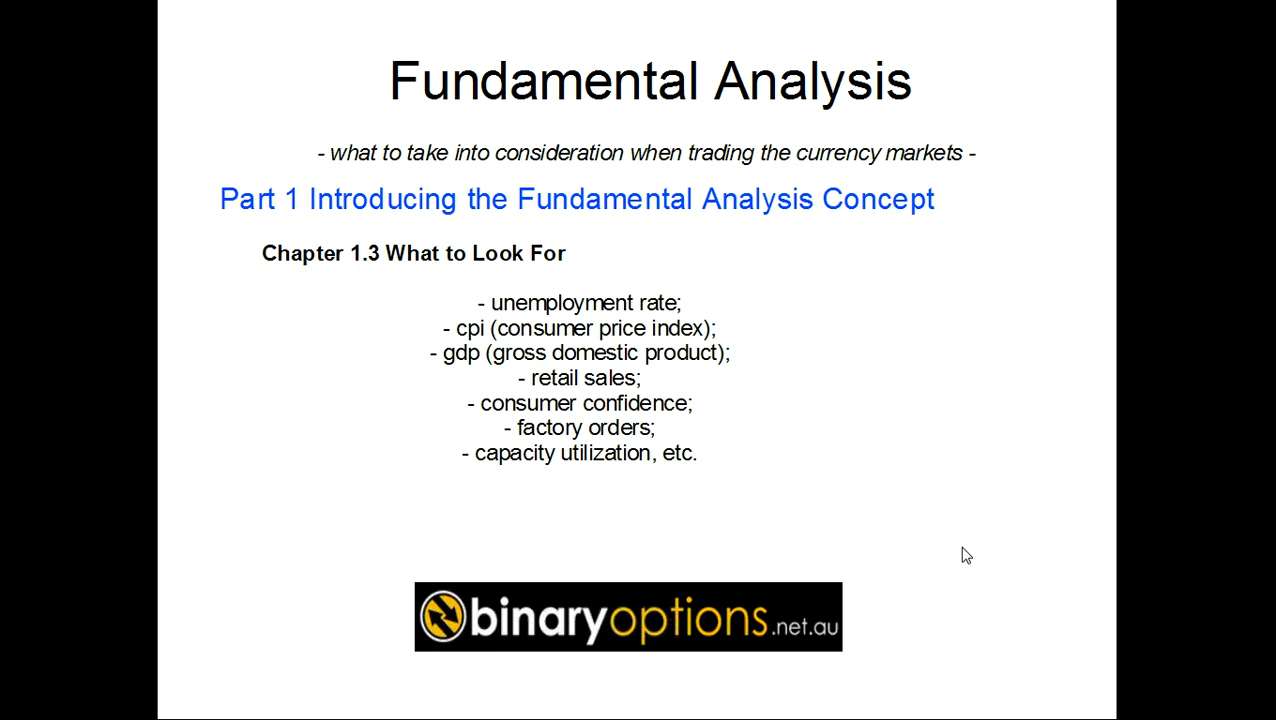 Fundamental Analysis
- what to take into consideration when trading the currency markets -
Part 1 Introducing the Fundamental Analysis Concept
Chapter 1.3 What to Look For
- unemployment rate;
- cpi (consumer price index);
- gdp (gross domestic product);
- retail sales;
- consumer confidence;
- factory orders;
- capacity utilization, etc.
binaryoptions.net.au